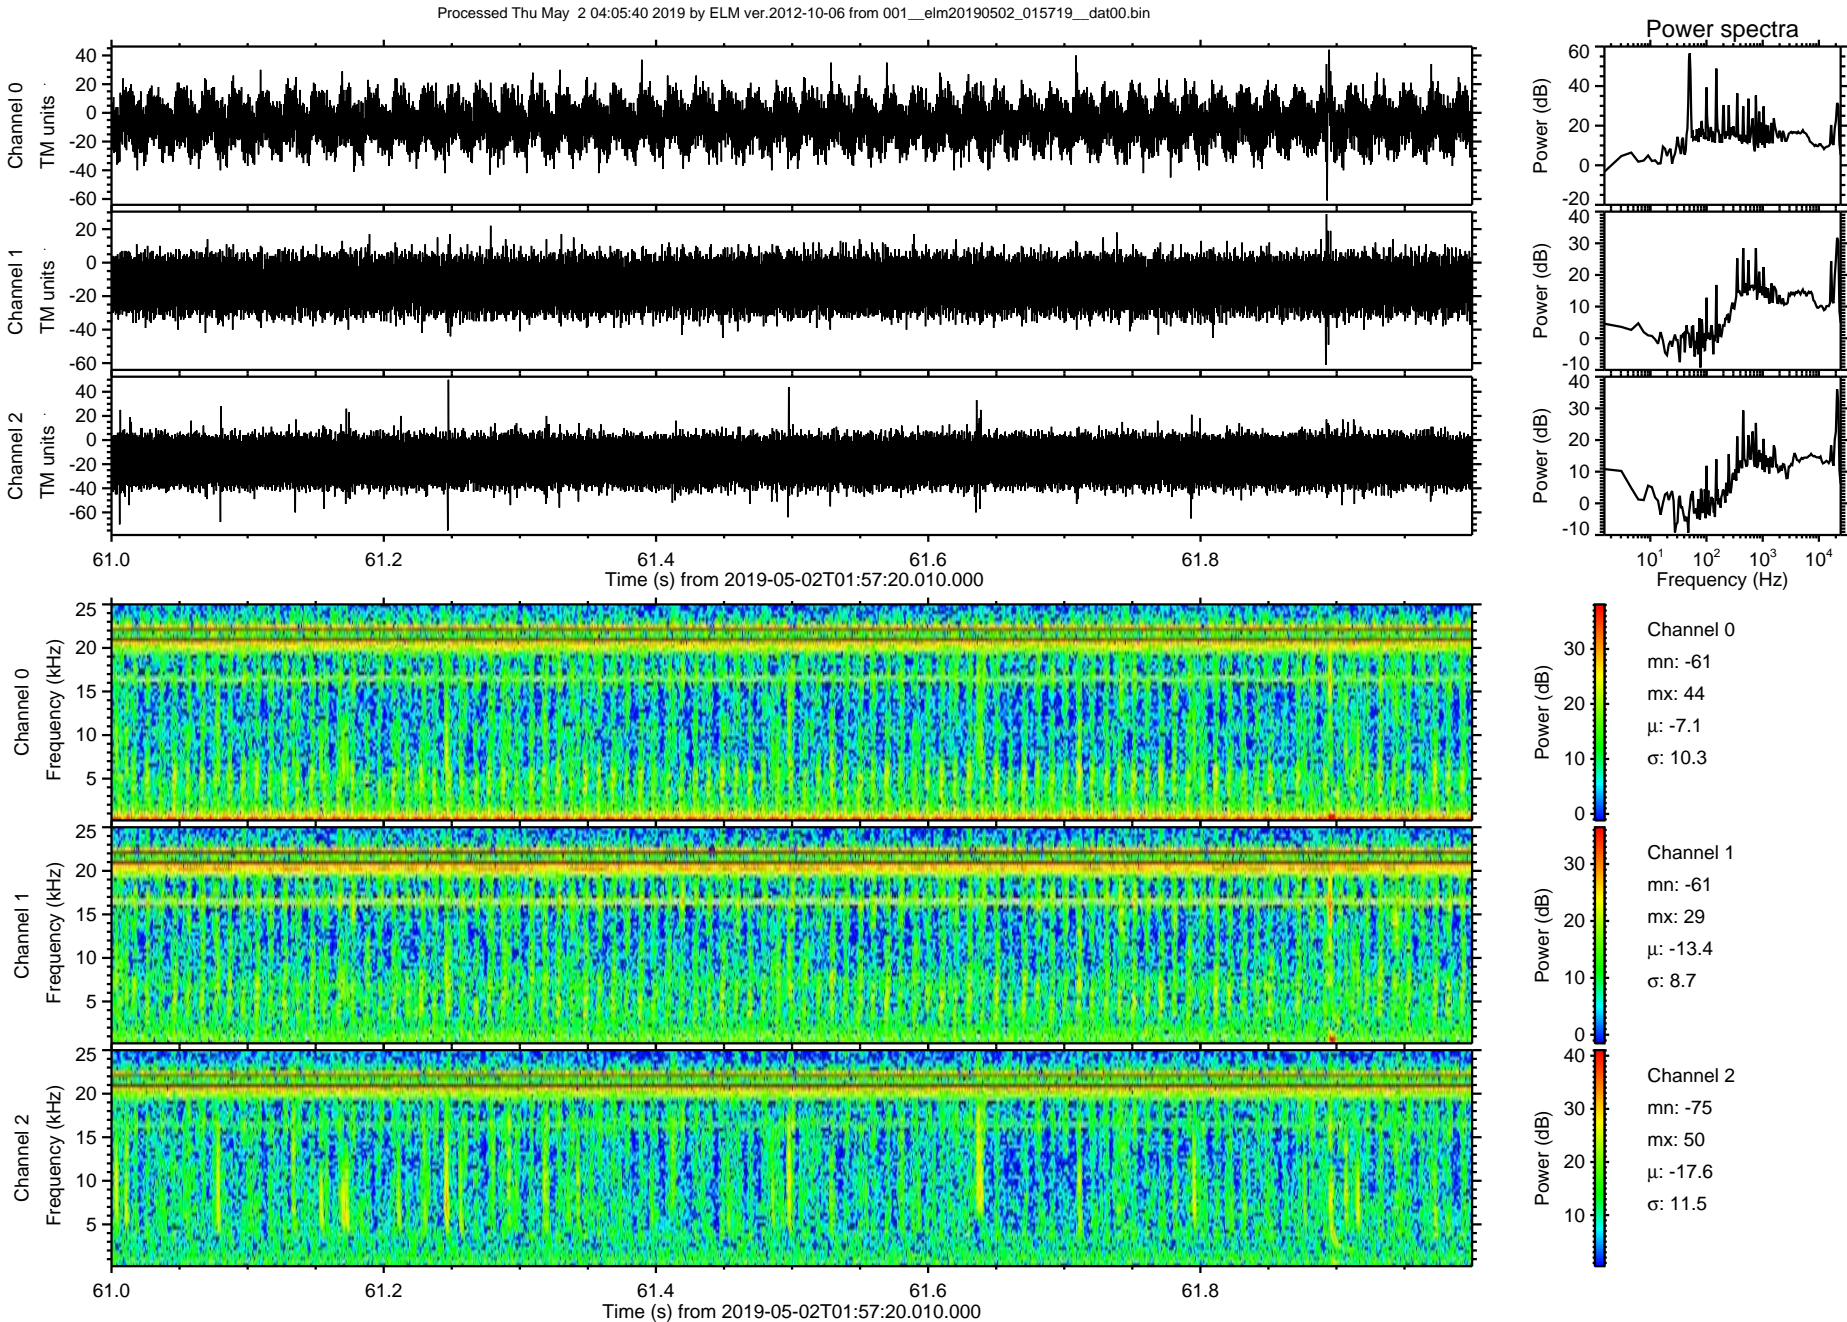 Processed Thu May  2 04:05:40 2019 by ELM ver.2012-10-06 from 001__elm20190502_015719__dat00.bin
Power spectra
Channel 0
TM units
40
20
0
-20
-40
-60
Power (dB)
60
40
20
0
-20
Channel 1
TM units
20
0
-20
-40
-60
Power (dB)
40
30
20
10
0
-10
Channel 2
TM units
40
20
0
-20
-40
-60
Power (dB)
40
30
20
10
0
-10
61.0 61.2 61.4 61.6 61.8
Time (s) from 2019-05-02T01:57:20.010.000
10¹ 10² 10³ 10⁴
Frequency (Hz)
Channel 0
Frequency (kHz)
25
20
15
10
5
Power (dB)
30
20
10
0
Channel 0
mn: -61
mx: 44
μ: -7.1
σ: 10.3
Channel 1
Frequency (kHz)
25
20
15
10
5
Power (dB)
30
20
10
0
Channel 1
mn: -61
mx: 29
μ: -13.4
σ: 8.7
Channel 2
Frequency (kHz)
25
20
15
10
5
Power (dB)
40
30
20
10
Channel 2
mn: -75
mx: 50
μ: -17.6
σ: 11.5
61.0 61.2 61.4 61.6 61.8
Time (s) from 2019-05-02T01:57:20.010.000